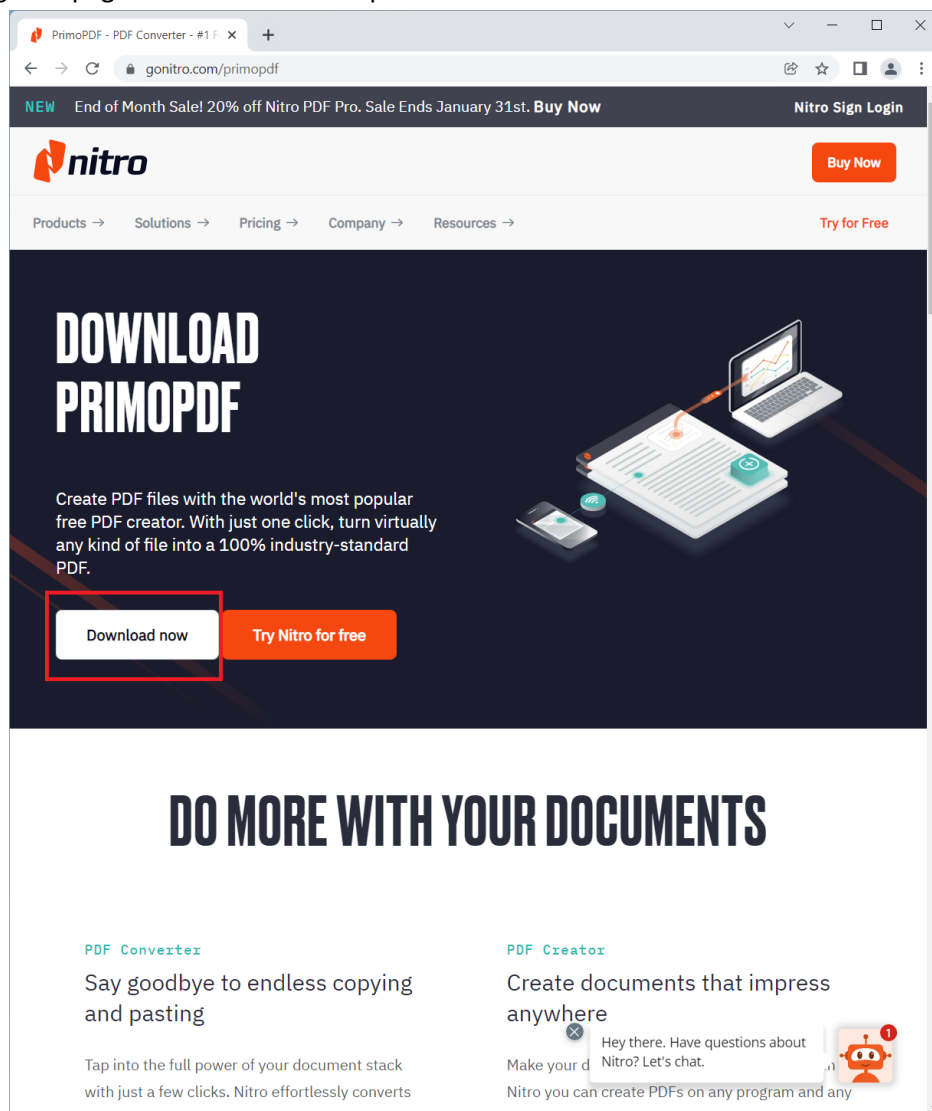 PrimoPDF - PDF Converter - #1 F
gonitro.com/primopdf
NEW End of Month Sale! 20% off Nitro PDF Pro. Sale Ends January 31st. Buy Now Nitro Sign Login
nitro
Buy Now
Products → Solutions → Pricing → Company → Resources → Try for Free
DOWNLOAD
PRIMOPDF
Create PDF files with the world's most popular
free PDF creator. With just one click, turn virtually
any kind of file into a 100% industry-standard
PDF.
Download now Try Nitro for free
DO MORE WITH YOUR DOCUMENTS
PDF Converter
Say goodbye to endless copying
and pasting
Tap into the full power of your document stack
with just a few clicks. Nitro effortlessly converts
PDF Creator
Create documents that impress
anywhere
Make your
Nitro you can create PDFs on any program and any
Hey there. Have questions about
Nitro? Let's chat.
1